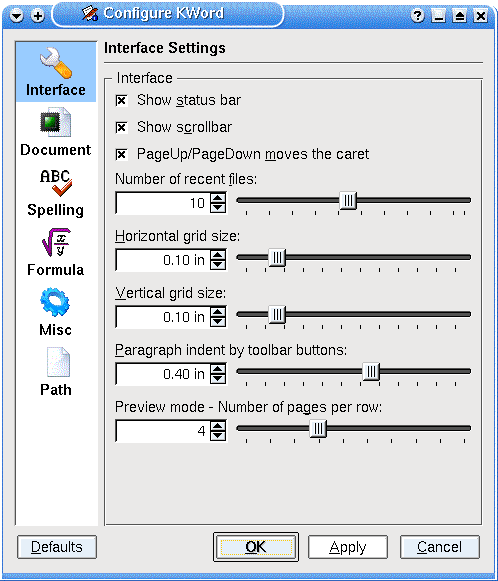 Configure KWord
Interface Settings
Interface
Document
ABC
Spelling
x
y
Formula
Misc
Path
Interface
Show status bar
Show scrollbar
PageUp/PageDown moves the caret
Number of recent files:
10
Horizontal grid size:
0.10 in
Vertical grid size:
0.10 in
Paragraph indent by toolbar buttons:
0.40 in
Preview mode - Number of pages per row:
4
Defaults
OK
Apply
Cancel